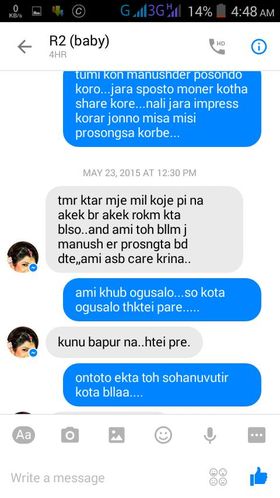 0
KB/s
G
3G
H
14%
4:48 AM
R2 (baby)
4HR
HD
tumi koh manushder posondo
koro...jara sposto moner kotha
share kore...nali jara impress
korar jonno misa misi
prosongsa korbe...
MAY 23, 2015 AT 12:30 PM
tmr ktar mje mil koje pi na
akek br akek rokm kta
blso..and ami toh bllm j
manush er prosngta bd
dte,,ami asb care krina..
ami khub ogusalo...so kota
ogusalo thktei pare.....
kunu bapur na..htei pre.
ontoto ekta toh sohanuvutir
kota bllaa....
Aa
Write a message